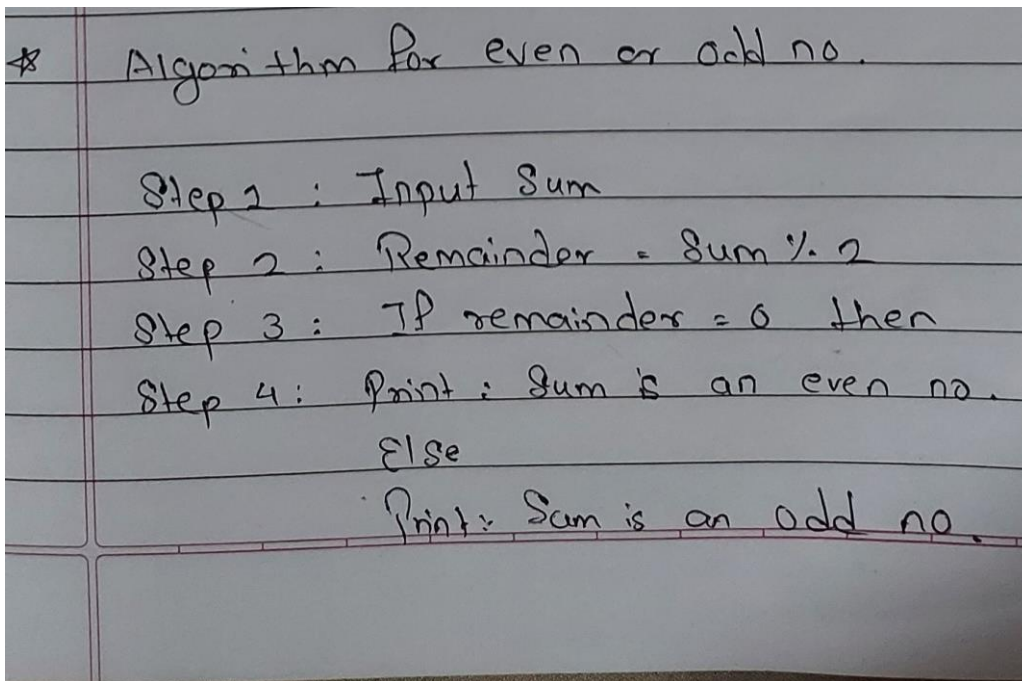 ☆ Algorithm for even or odd no.
Step 1 : Input Sum
Step 2 : Remainder = Sum % 2
Step 3 : If remainder = 0 then
Step 4 : Print : Sum is an even no.
Else
Print : Sum is an odd no.